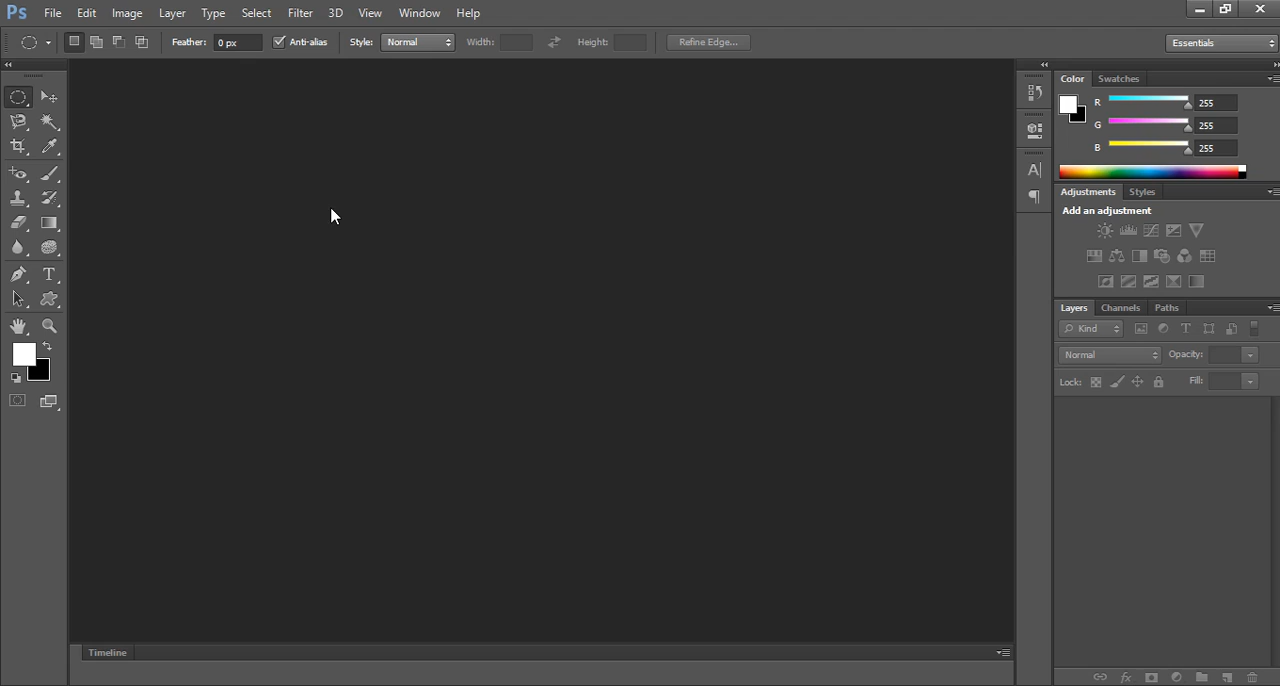 Ps File Edit Image Layer Type Select Filter 3D View Window Help
Feather: 0 px Anti-alias Style: Normal Width: Height: Refine Edge... Essentials
Color Swatches
R 255
G 255
B 255
Adjustments Styles
Add an adjustment
Layers Channels Paths
Kind
Normal Opacity:
Lock: Fill:
Timeline